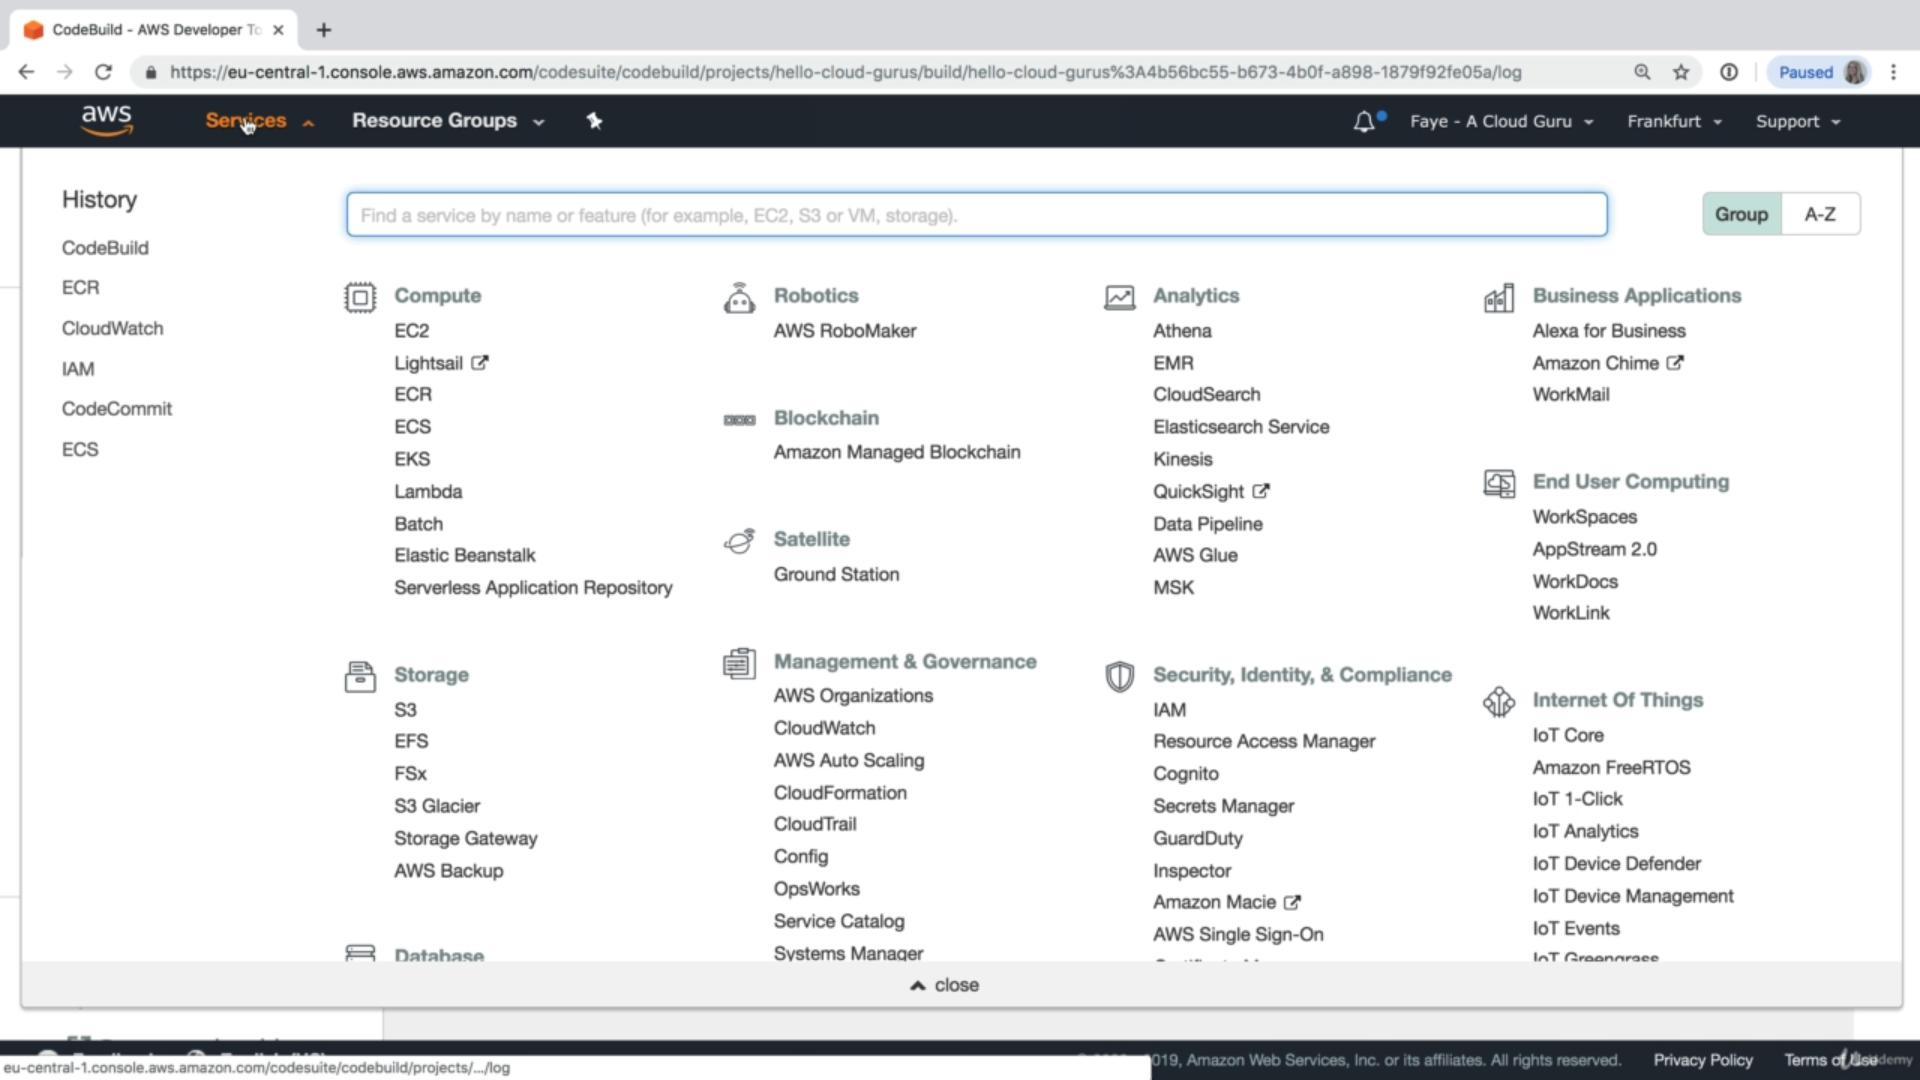 CodeBuild - AWS Developer To
https://eu-central-1.console.aws.amazon.com/codesuite/codebuild/projects/hello-cloud-gurus/build/hello-cloud-gurus%3A4b56bc55-b673-4b0f-a898-1879f92fe05a/log
Paused
aws
Services
Resource Groups
Faye - A Cloud Guru
Frankfurt
Support
History
CodeBuild
ECR
CloudWatch
IAM
CodeCommit
ECS
Find a service by name or feature (for example, EC2, S3 or VM, storage).
Group
A-Z
Compute
EC2
Lightsail
ECR
ECS
EKS
Lambda
Batch
Elastic Beanstalk
Serverless Application Repository
Storage
S3
EFS
FSx
S3 Glacier
Storage Gateway
AWS Backup
Database
Robotics
AWS RoboMaker
Blockchain
Amazon Managed Blockchain
Satellite
Ground Station
Management & Governance
AWS Organizations
CloudWatch
AWS Auto Scaling
CloudFormation
CloudTrail
Config
OpsWorks
Service Catalog
Systems Manager
Analytics
Athena
EMR
CloudSearch
Elasticsearch Service
Kinesis
QuickSight
Data Pipeline
AWS Glue
MSK
Security, Identity, & Compliance
IAM
Resource Access Manager
Cognito
Secrets Manager
GuardDuty
Inspector
Amazon Macie
AWS Single Sign-On
Business Applications
Alexa for Business
Amazon Chime
WorkMail
End User Computing
WorkSpaces
AppStream 2.0
WorkDocs
WorkLink
Internet Of Things
IoT Core
Amazon FreeRTOS
IoT 1-Click
IoT Analytics
IoT Device Defender
IoT Device Management
IoT Events
IoT Greengrass
close
019, Amazon Web Services, Inc. or its affiliates. All rights reserved.
Privacy Policy
Terms of Use
eu-central-1.console.aws.amazon.com/codesuite/codebuild/projects/.../log